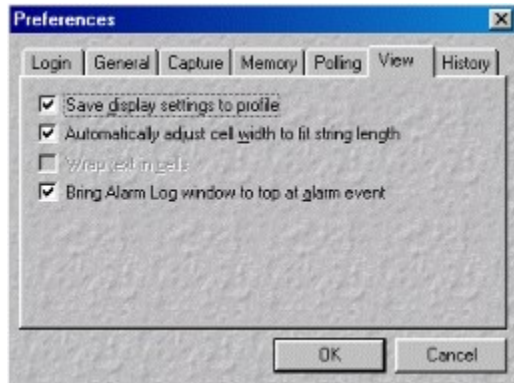 Preferences
Login General Capture Memory Polling View History
Save display settings to profile
Automatically adjust cell width to fit string length
Wrap text in cells
Bring Alarm Log window to top at alarm event
OK Cancel